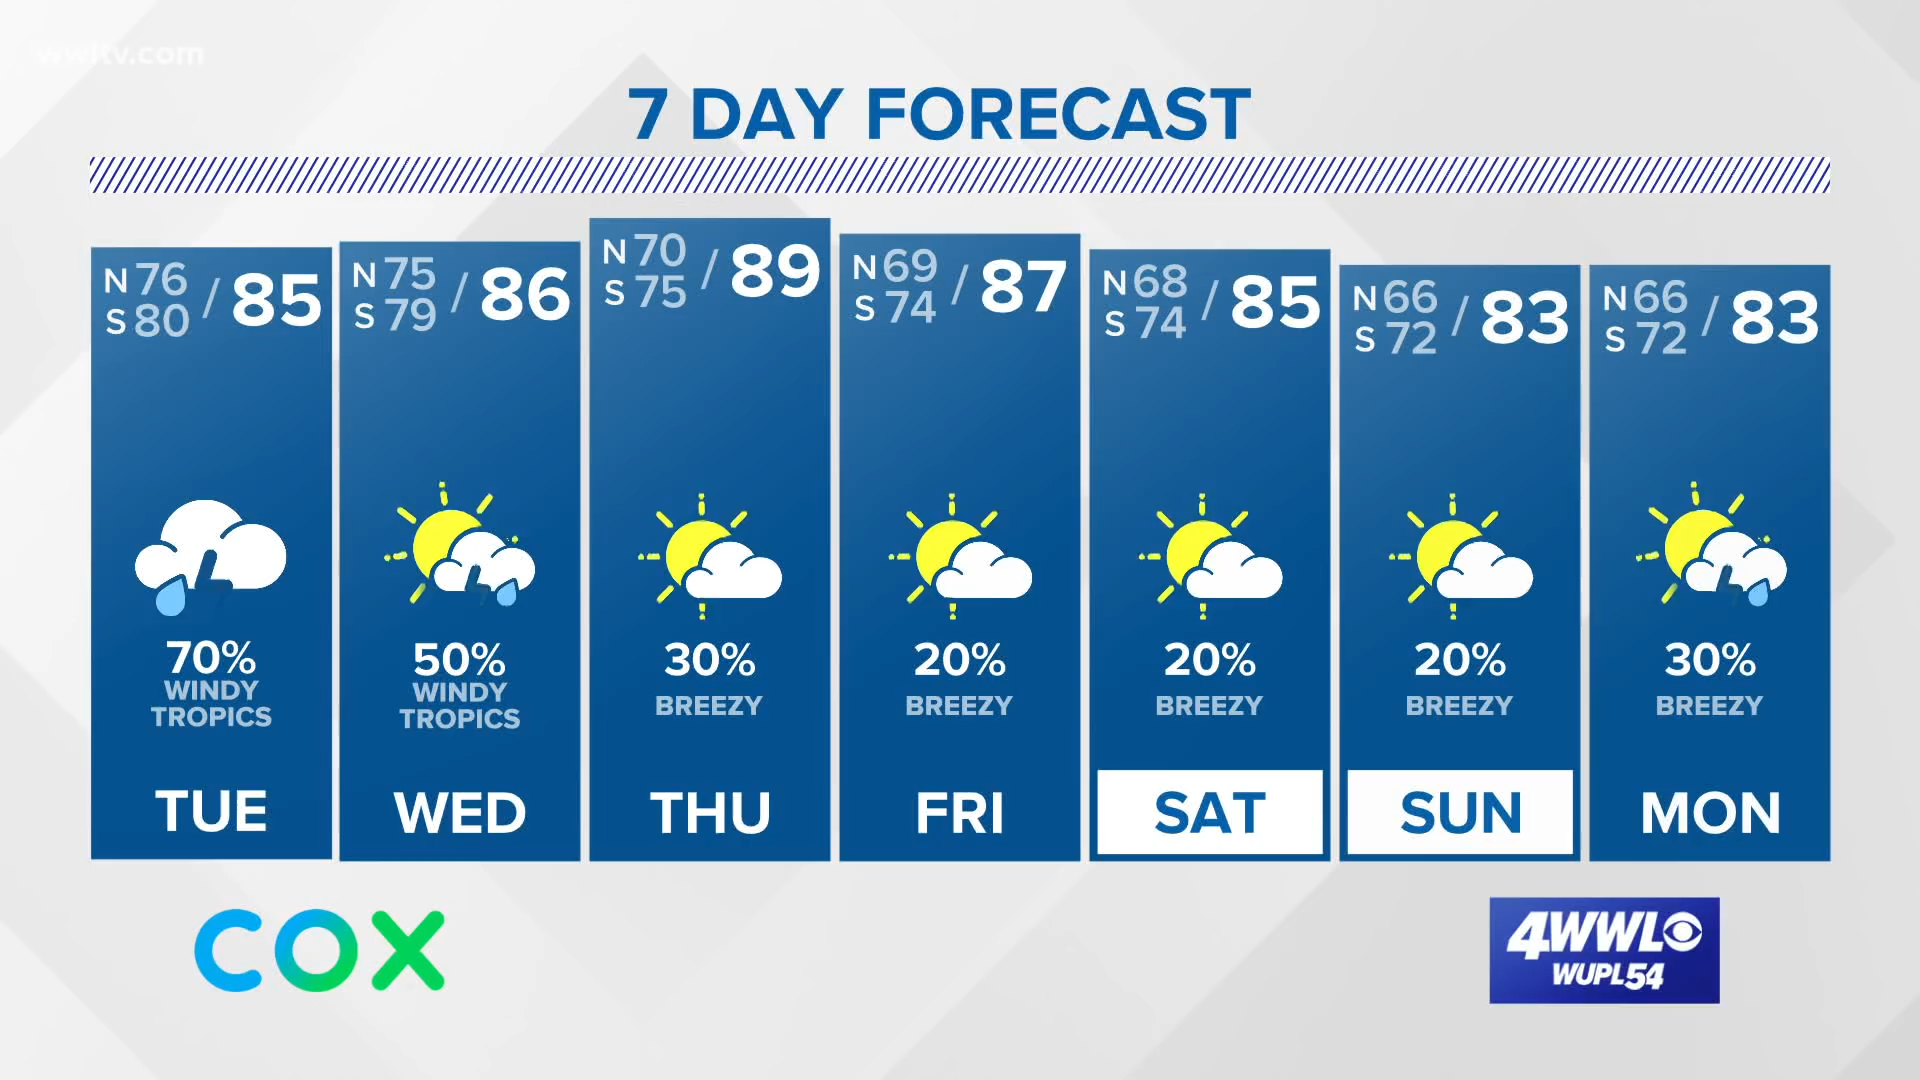 wwltv.com
7 DAY FORECAST
N 76
S 80 / 85
N 75
S 79 / 86
N 70
S 75 / 89
N 69
S 74 / 87
N 68
S 74 / 85
N 66
S 72 / 83
N 66
S 72 / 83
70%
WINDY
TROPICS
50%
WINDY
TROPICS
30%
BREEZY
20%
BREEZY
20%
BREEZY
20%
BREEZY
30%
BREEZY
TUE
WED
THU
FRI
SAT
SUN
MON
COX
4WWL
WUPL54